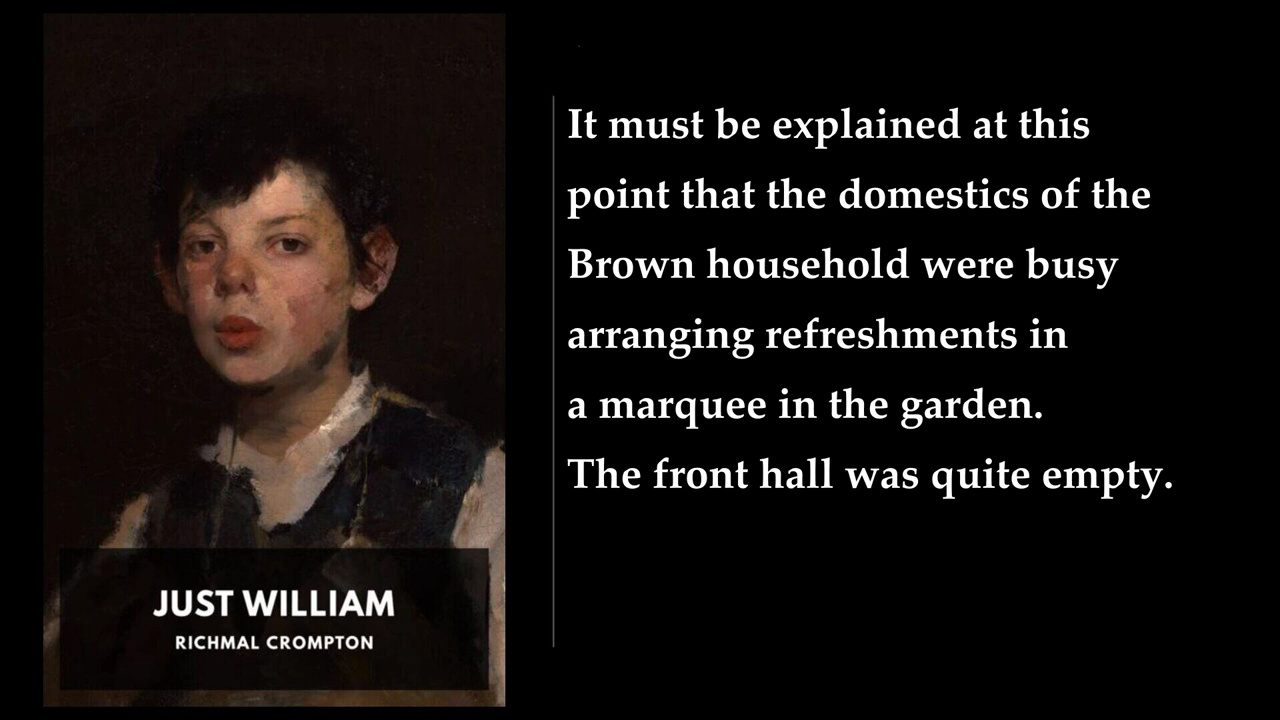 JUST WILLIAM
RICHMAL CROMPTON
It must be explained at this
point that the domestics of the
Brown household were busy
arranging refreshments in
a marquee in the garden.
The front hall was quite empty.